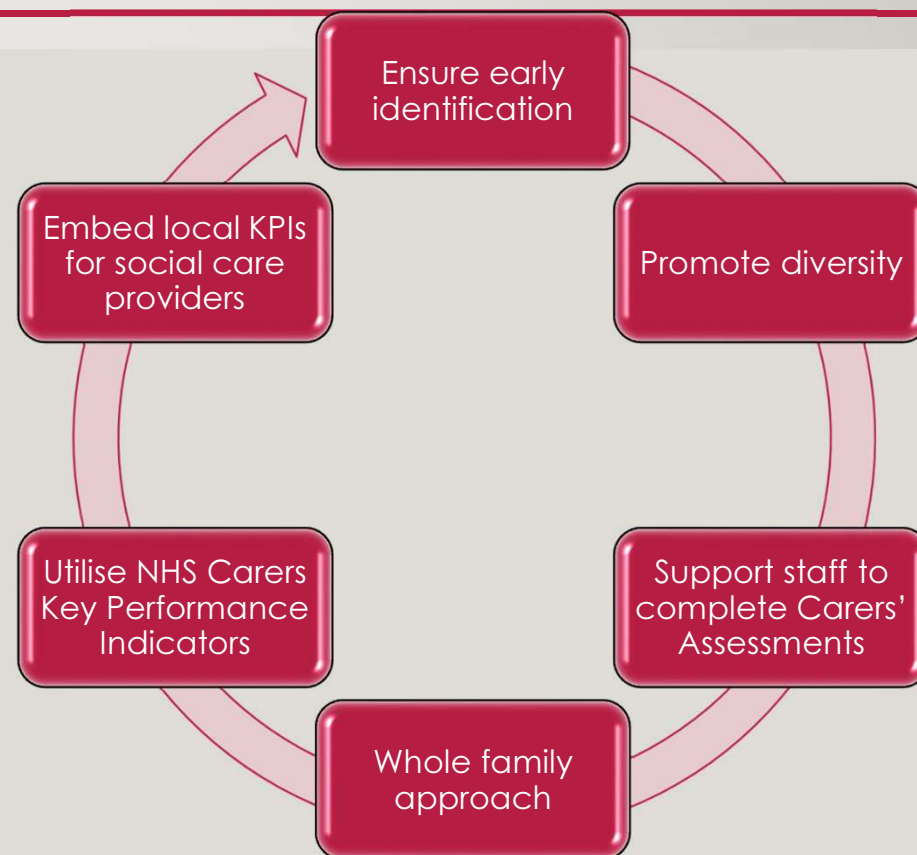 Ensure early
identification
Promote diversity
Support staff to
complete Carers’
Assessments
Whole family
approach
Utilise NHS Carers
Key Performance
Indicators
Embed local KPIs
for social care
providers